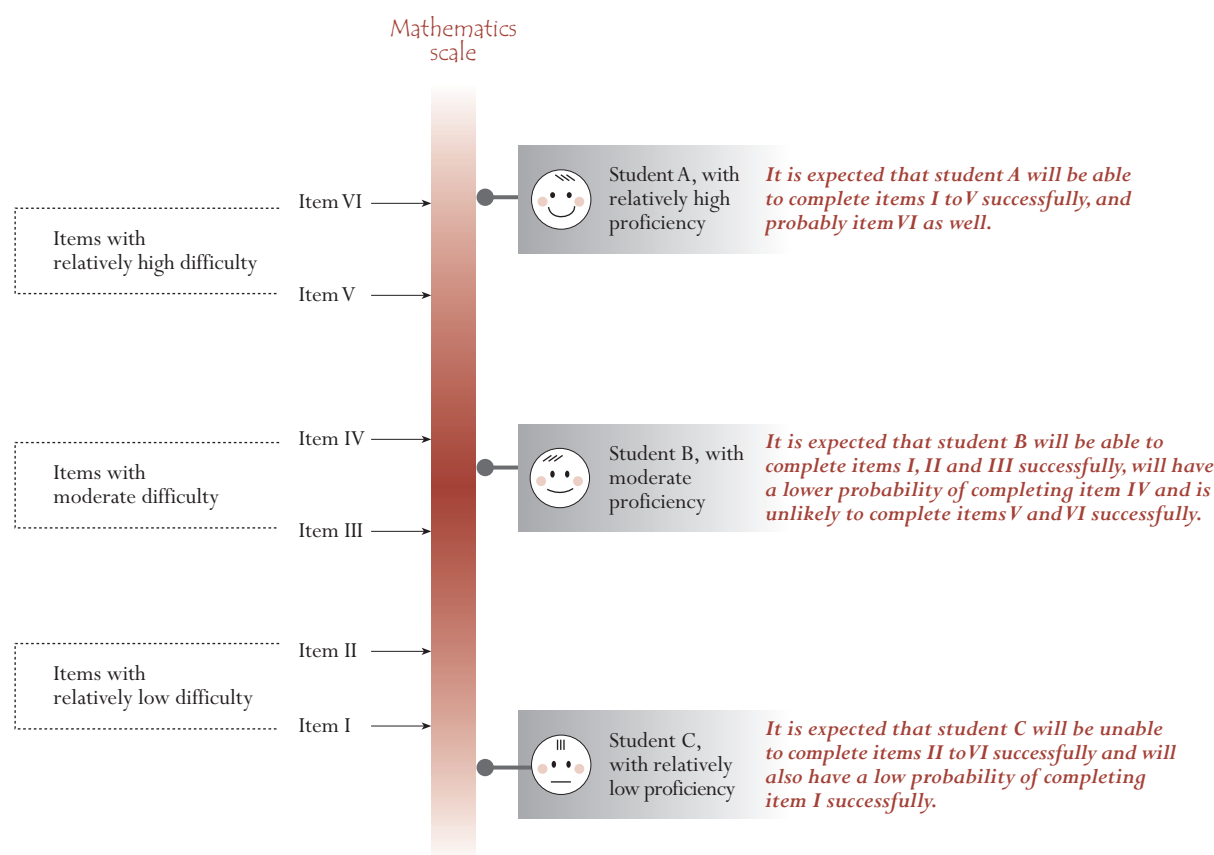 Mathematics
scale
Item VI
Items with
relatively high difficulty
Item V
Student A, with
relatively high
proficiency
It is expected that student A will be able
to complete items I to V successfully, and
probably item VI as well.
Item IV
Items with
moderate difficulty
Item III
Student B, with
moderate
proficiency
It is expected that student B will be able to
complete items I, II and III successfully, will have
a lower probability of completing item IV and is
unlikely to complete items V and VI successfully.
Item II
Items with
relatively low difficulty
Item I
Student C,
with relatively
low proficiency
It is expected that student C will be unable
to complete items II to VI successfully and will
also have a low probability of completing
item I successfully.